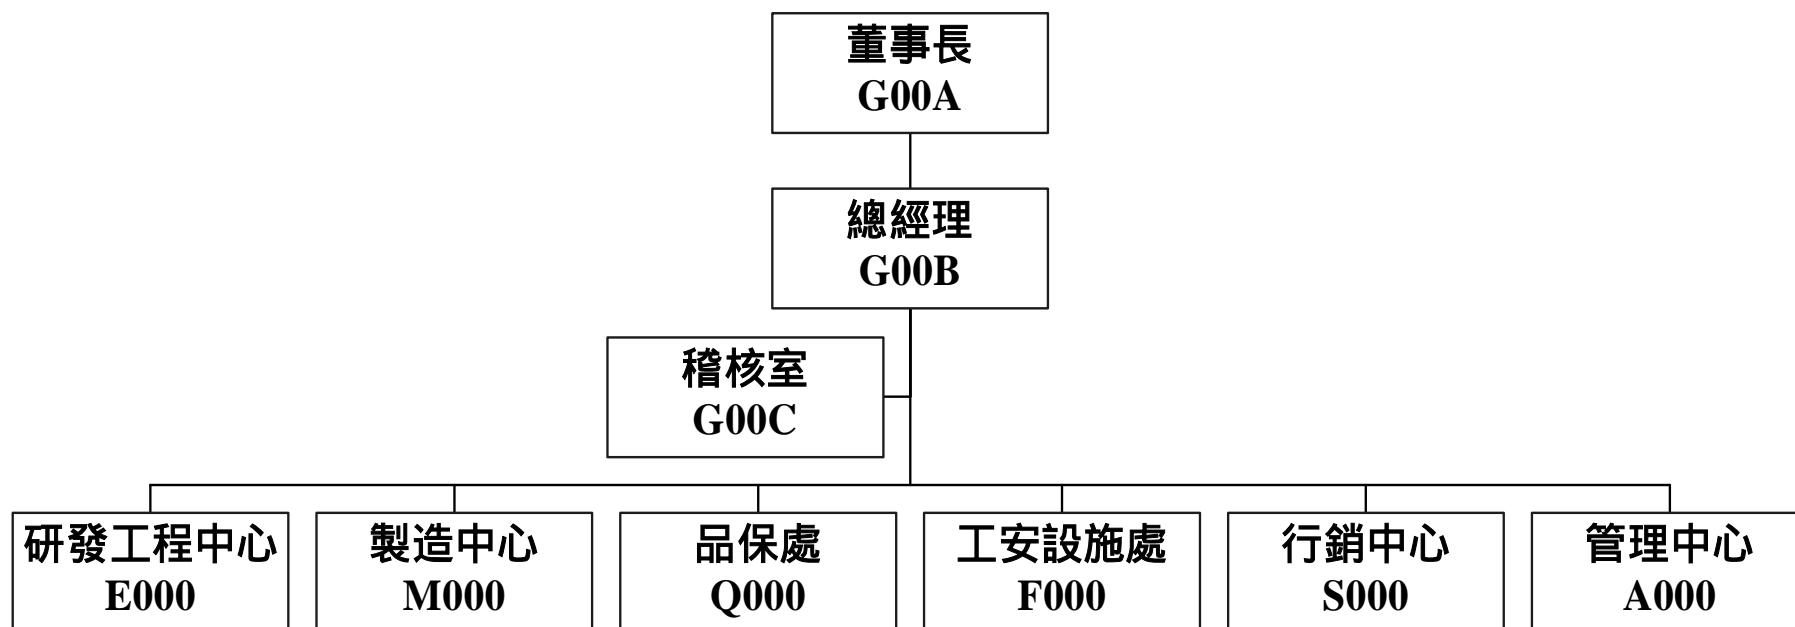 董事長
G00A
總經理
G00B
稽核室
G00C
研發工程中心
E000
製造中心
M000
品保處
Q000
工安設施處
F000
行銷中心
S000
管理中心
A000